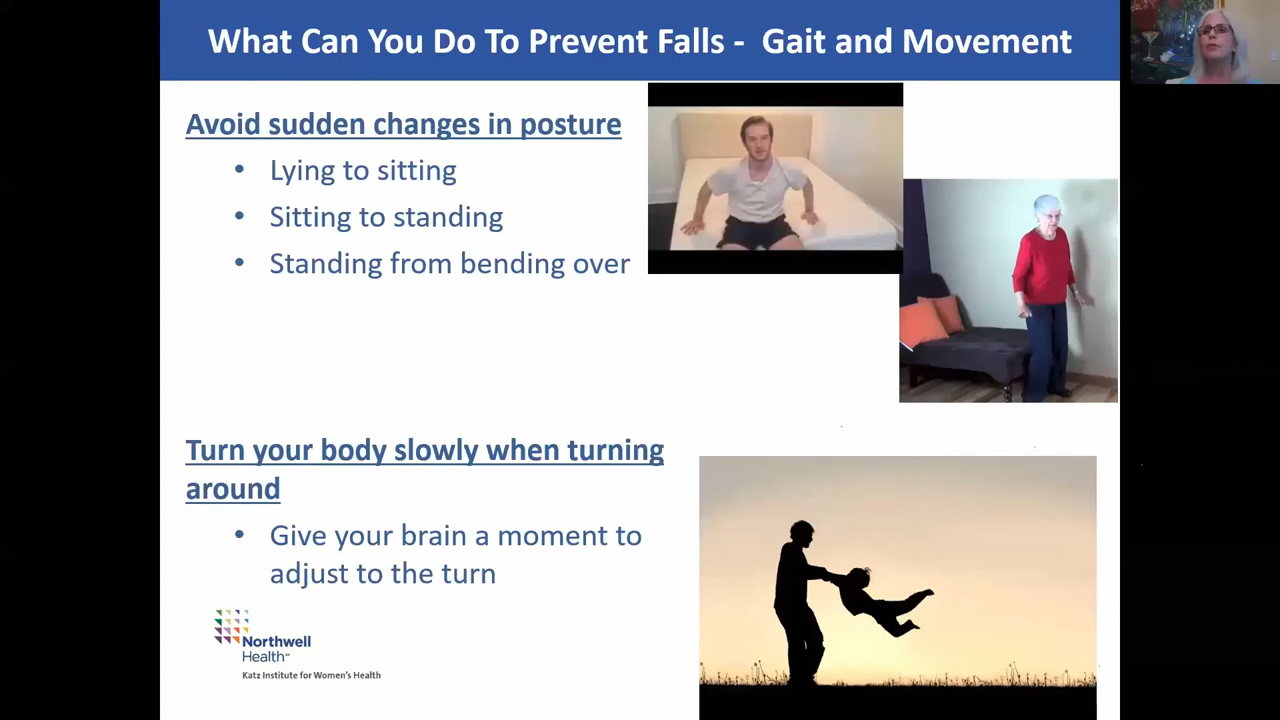 What Can You Do To Prevent Falls -  Gait and Movement
Avoid sudden changes in posture
• Lying to sitting
• Sitting to standing
• Standing from bending over
Turn your body slowly when turning
around
• Give your brain a moment to
adjust to the turn
Northwell
Health℠
Katz Institute for Women's Health